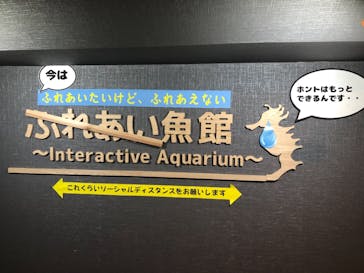 今は
ふれあいたいけど、ふれあえない
ふれあい魚館
～Interactive Aquarium～
ホントはもっと
できるんです・・
これくらいソーシャルディスタンスをお願いします